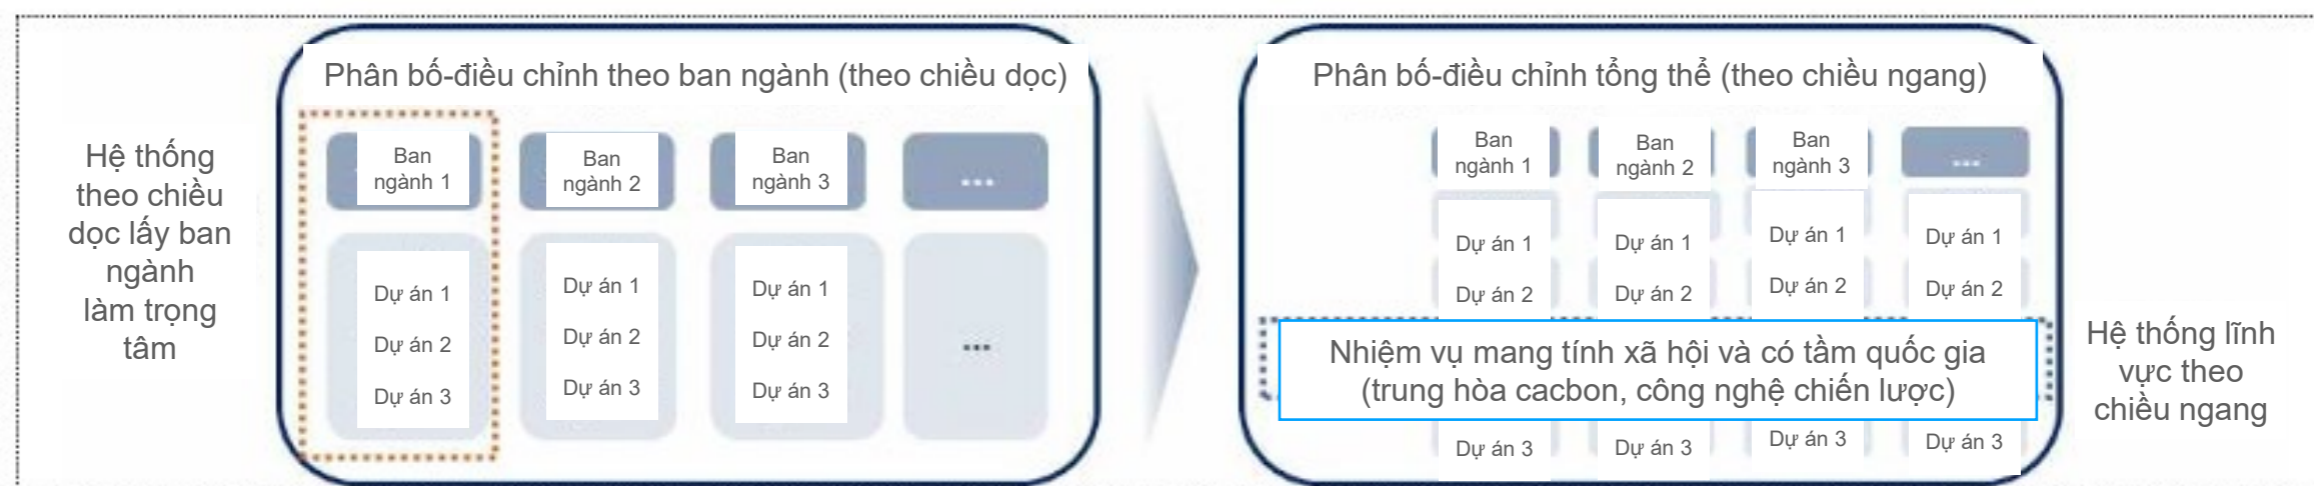 Hệ thống
theo chiều
dọc lấy ban
ngành
làm trọng
tâm
Phân bố-điều chỉnh theo ban ngành (theo chiều dọc)
Ban
ngành 1
Ban
ngành 2
Ban
ngành 3
...
Dự án 1
Dự án 2
Dự án 3
Dự án 1
Dự án 2
Dự án 3
Dự án 1
Dự án 2
Dự án 3
...
Phân bố-điều chỉnh tổng thể (theo chiều ngang)
Ban
ngành 1
Ban
ngành 2
Ban
ngành 3
...
Dự án 1
Dự án 1
Dự án 1
Dự án 1
Dự án 2
Dự án 2
Dự án 2
Dự án 2
Nhiệm vụ mang tính xã hội và có tầm quốc gia
(trung hòa cacbon, công nghệ chiến lược)
Dự án 3
Dự án 3
Dự án 3
Dự án 3
Hệ thống lĩnh
vực theo
chiều ngang